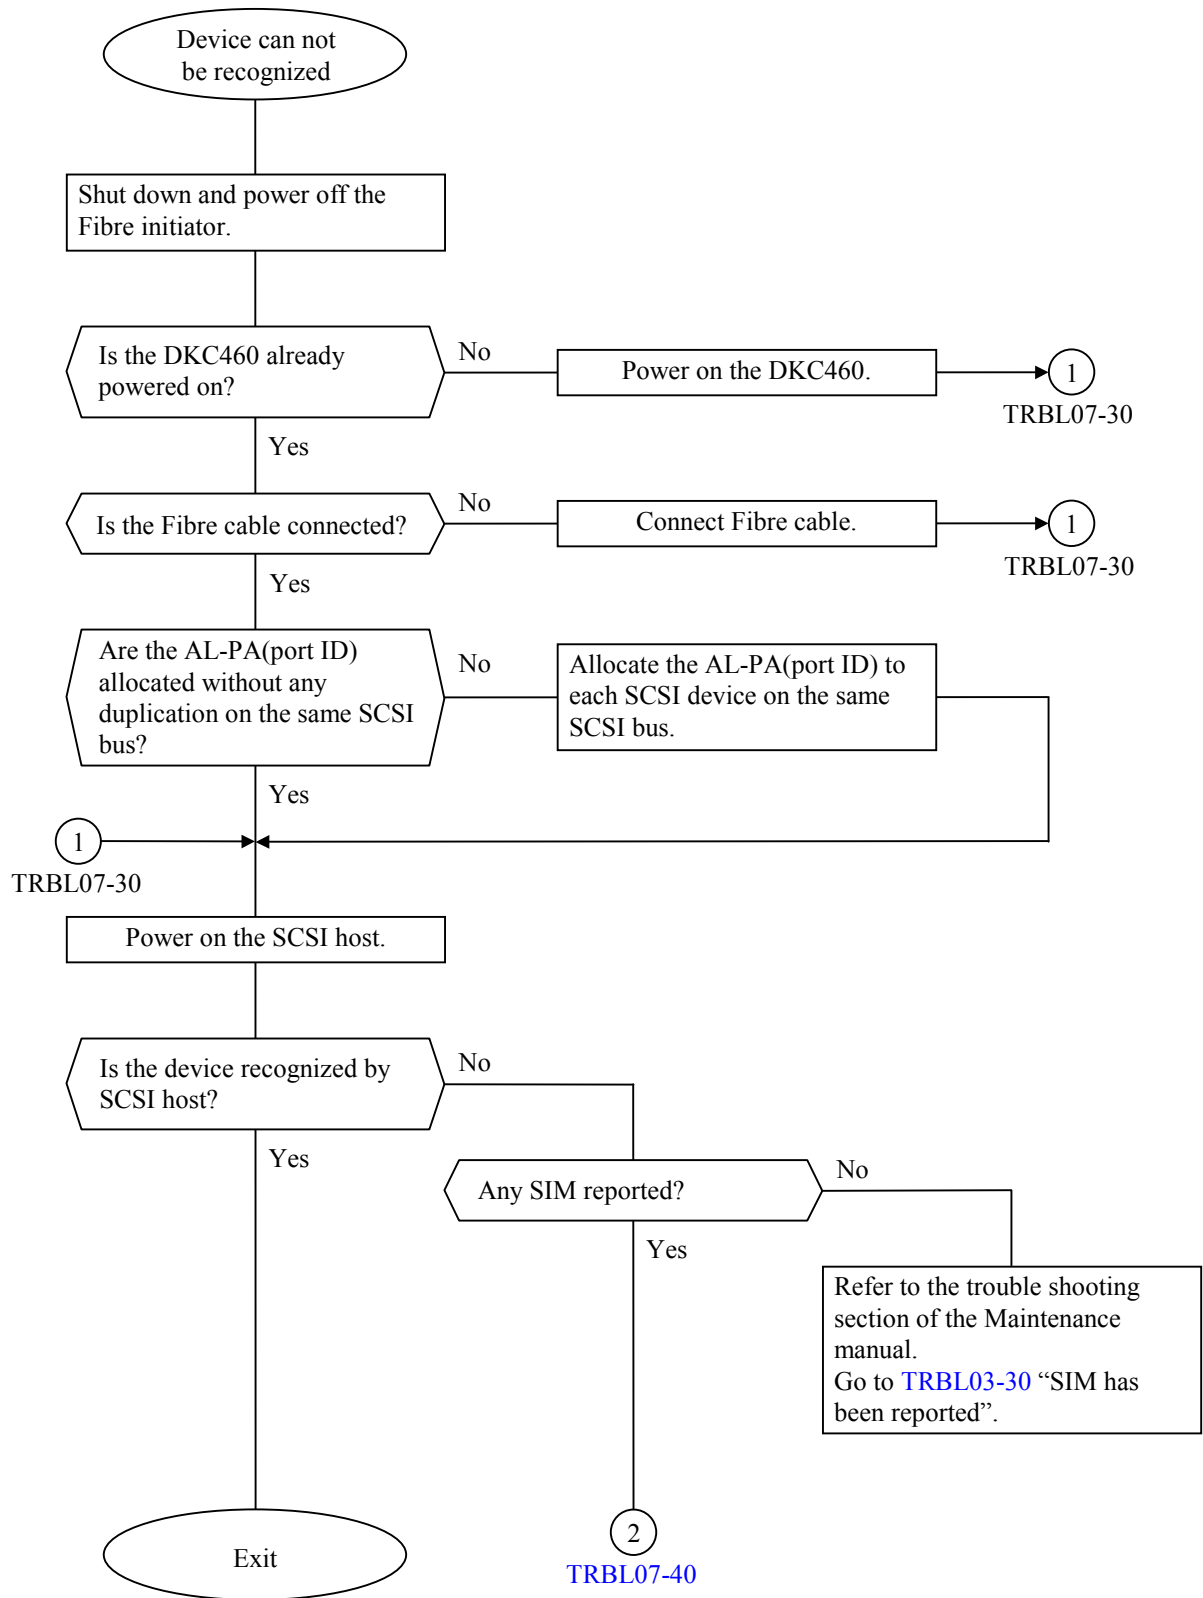 Device can not
be recognized
Shut down and power off the
Fibre initiator.
Is the DKC460 already
powered on?
No
Power on the DKC460.
1
TRBL07-30
Yes
Is the Fibre cable connected?
No
Connect Fibre cable.
1
TRBL07-30
Yes
Are the AL-PA(port ID)
allocated without any
duplication on the same SCSI
bus?
No
Allocate the AL-PA(port ID) to
each SCSI device on the same
SCSI bus.
Yes
1
TRBL07-30
Power on the SCSI host.
Is the device recognized by
SCSI host?
No
Yes
Any SIM reported?
No
Yes
Refer to the trouble shooting
section of the Maintenance
manual.
Go to TRBL03-30 “SIM has
been reported”.
Exit
2
TRBL07-40